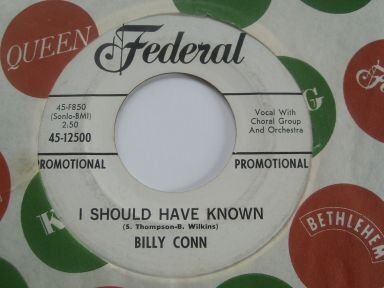 QUEEN
Federal
45-F850
(Sonlo-BMI)
2:50
45-12500
Vocal With
Choral Group
And Orchestra
PROMOTIONAL
PROMOTIONAL
I SHOULD HAVE KNOWN
(S. Thompson-B. Wilkins)
BILLY CONN
BETHLEHEM
K
G